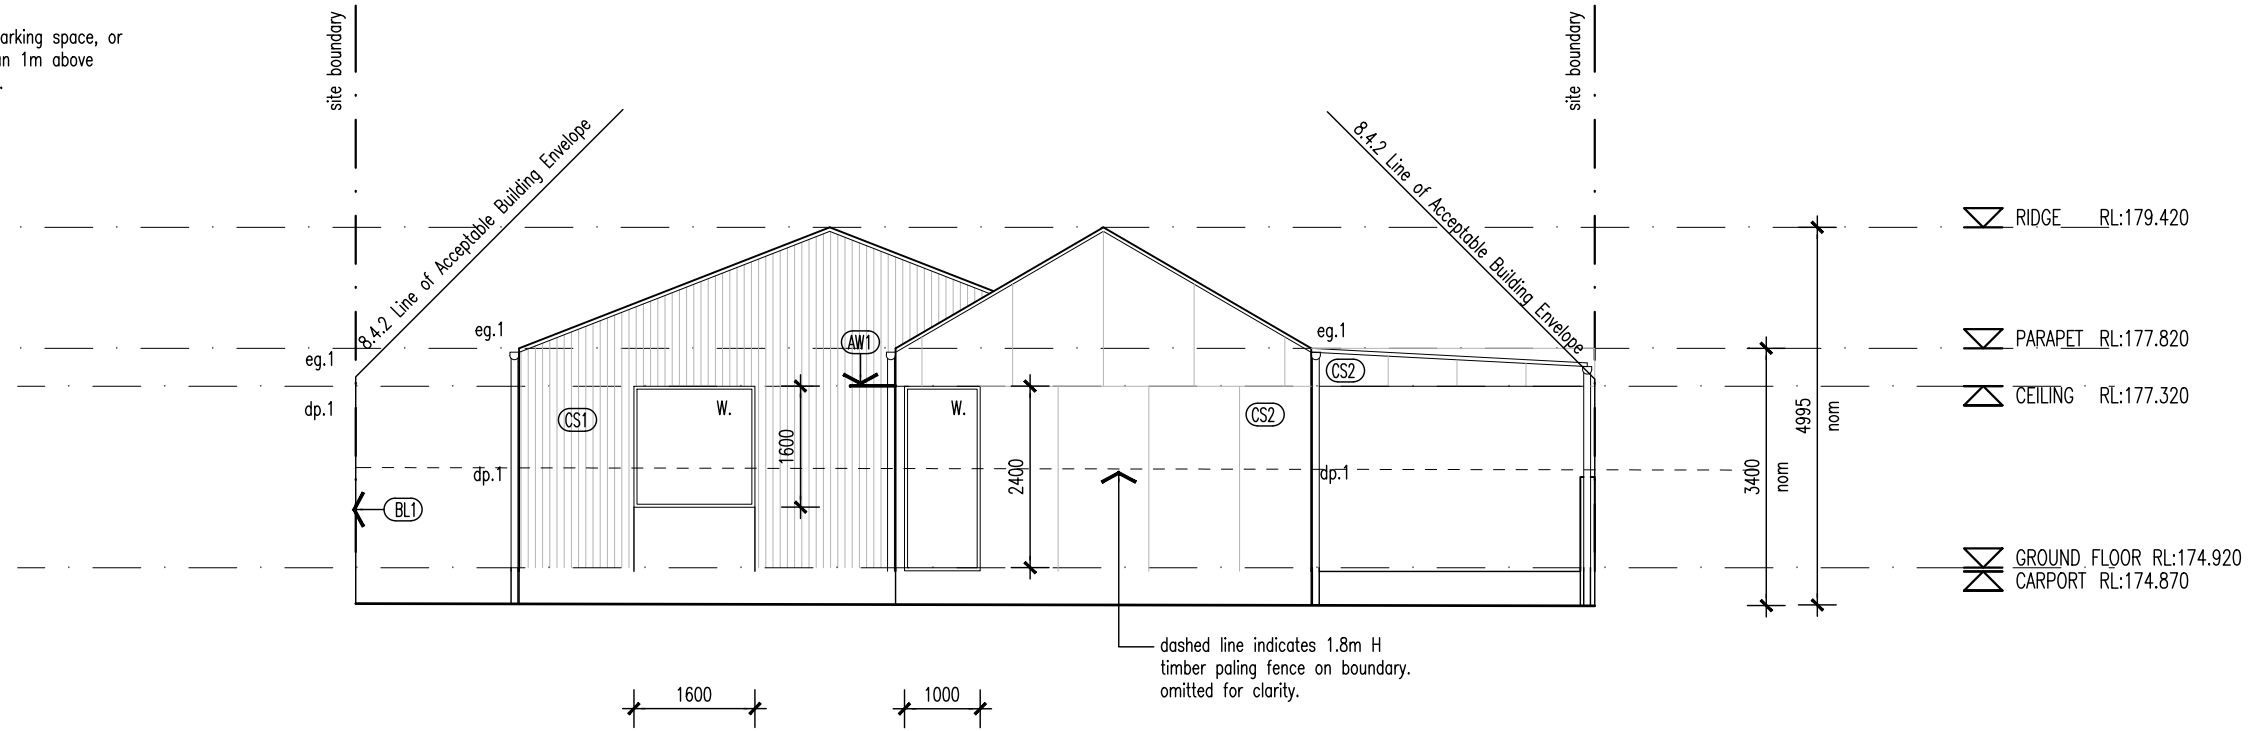 arking space, or
n 1m above
.
site boundary
site boundary
8.4.2 Line of Acceptable Building Envelope
8.4.2 Line of Acceptable Building Envelope
RIDGE RL:179.420
PARAPET RL:177.820
CEILING RL:177.320
GROUND FLOOR RL:174.920
CARPORT RL:174.870
eg.1
eg.1
eg.1
AW1
CS2
dp.1
CS1
W.
W.
CS2
1600
2400
dp.1
dp.1
BL1
3400
nom
4995
nom
dashed line indicates 1.8m H
timber paling fence on boundary.
omitted for clarity.
1600
1000